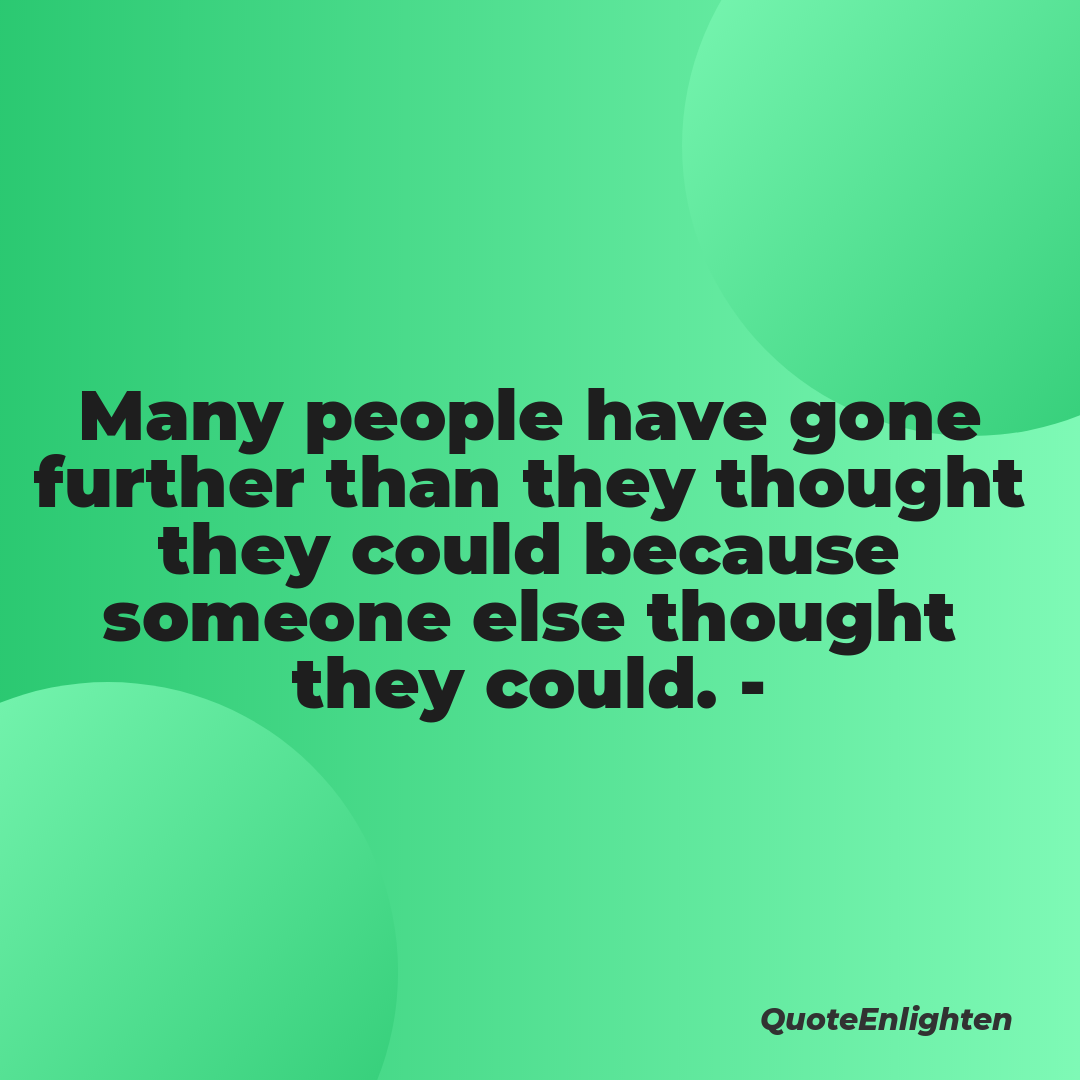 Many people have gone
further than they thought
they could because
someone else thought
they could. -
QuoteEnlighten